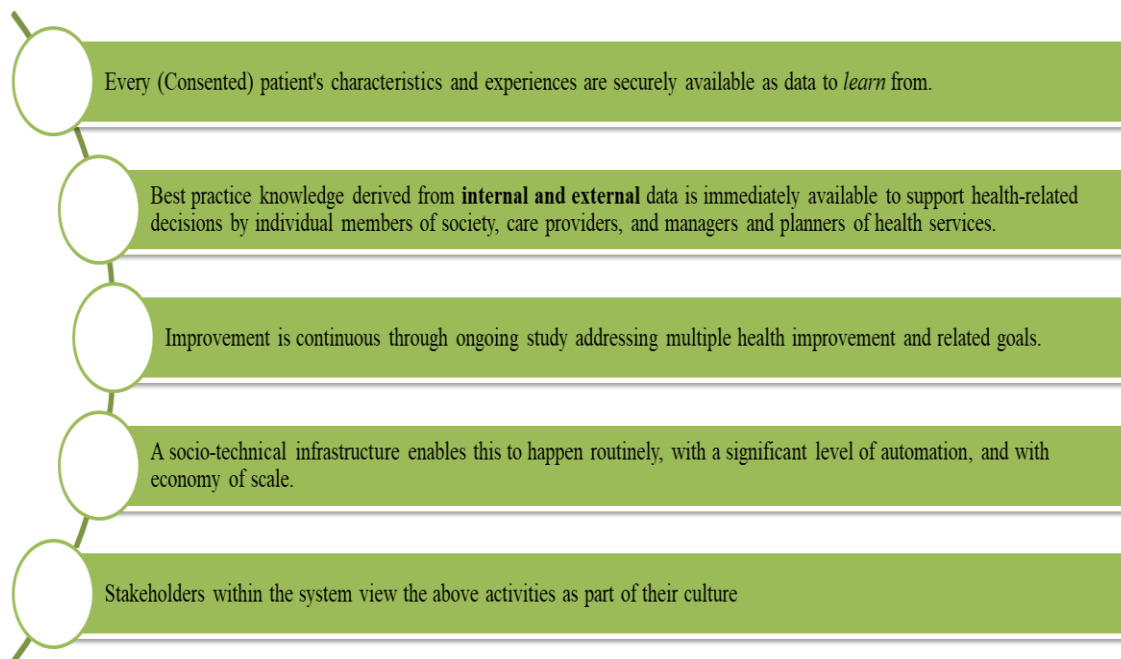 Every (Consented) patient's characteristics and experiences are securely available as data to learn from.
Best practice knowledge derived from internal and external data is immediately available to support health-related
decisions by individual members of society, care providers, and managers and planners of health services.
Improvement is continuous through ongoing study addressing multiple health improvement and related goals.
A socio-technical infrastructure enables this to happen routinely, with a significant level of automation, and with
economy of scale.
Stakeholders within the system view the above activities as part of their culture